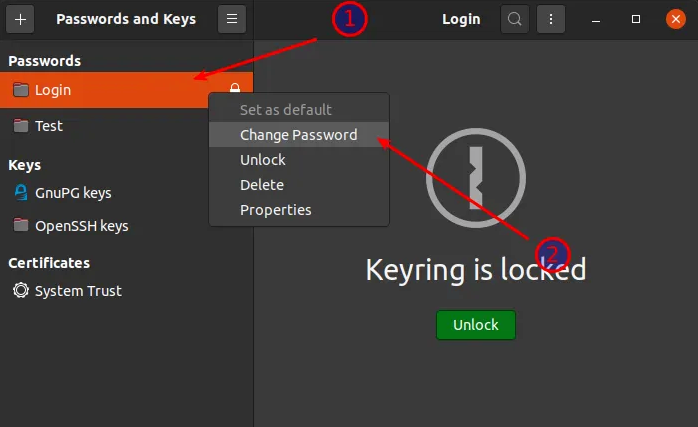 Passwords and Keys
1
Login
Passwords
Login
Test
Set as default
Change Password
Unlock
Delete
Properties
Keys
GnuPG keys
OpenSSH keys
Certificates
System Trust
2
Keyring is locked
Unlock